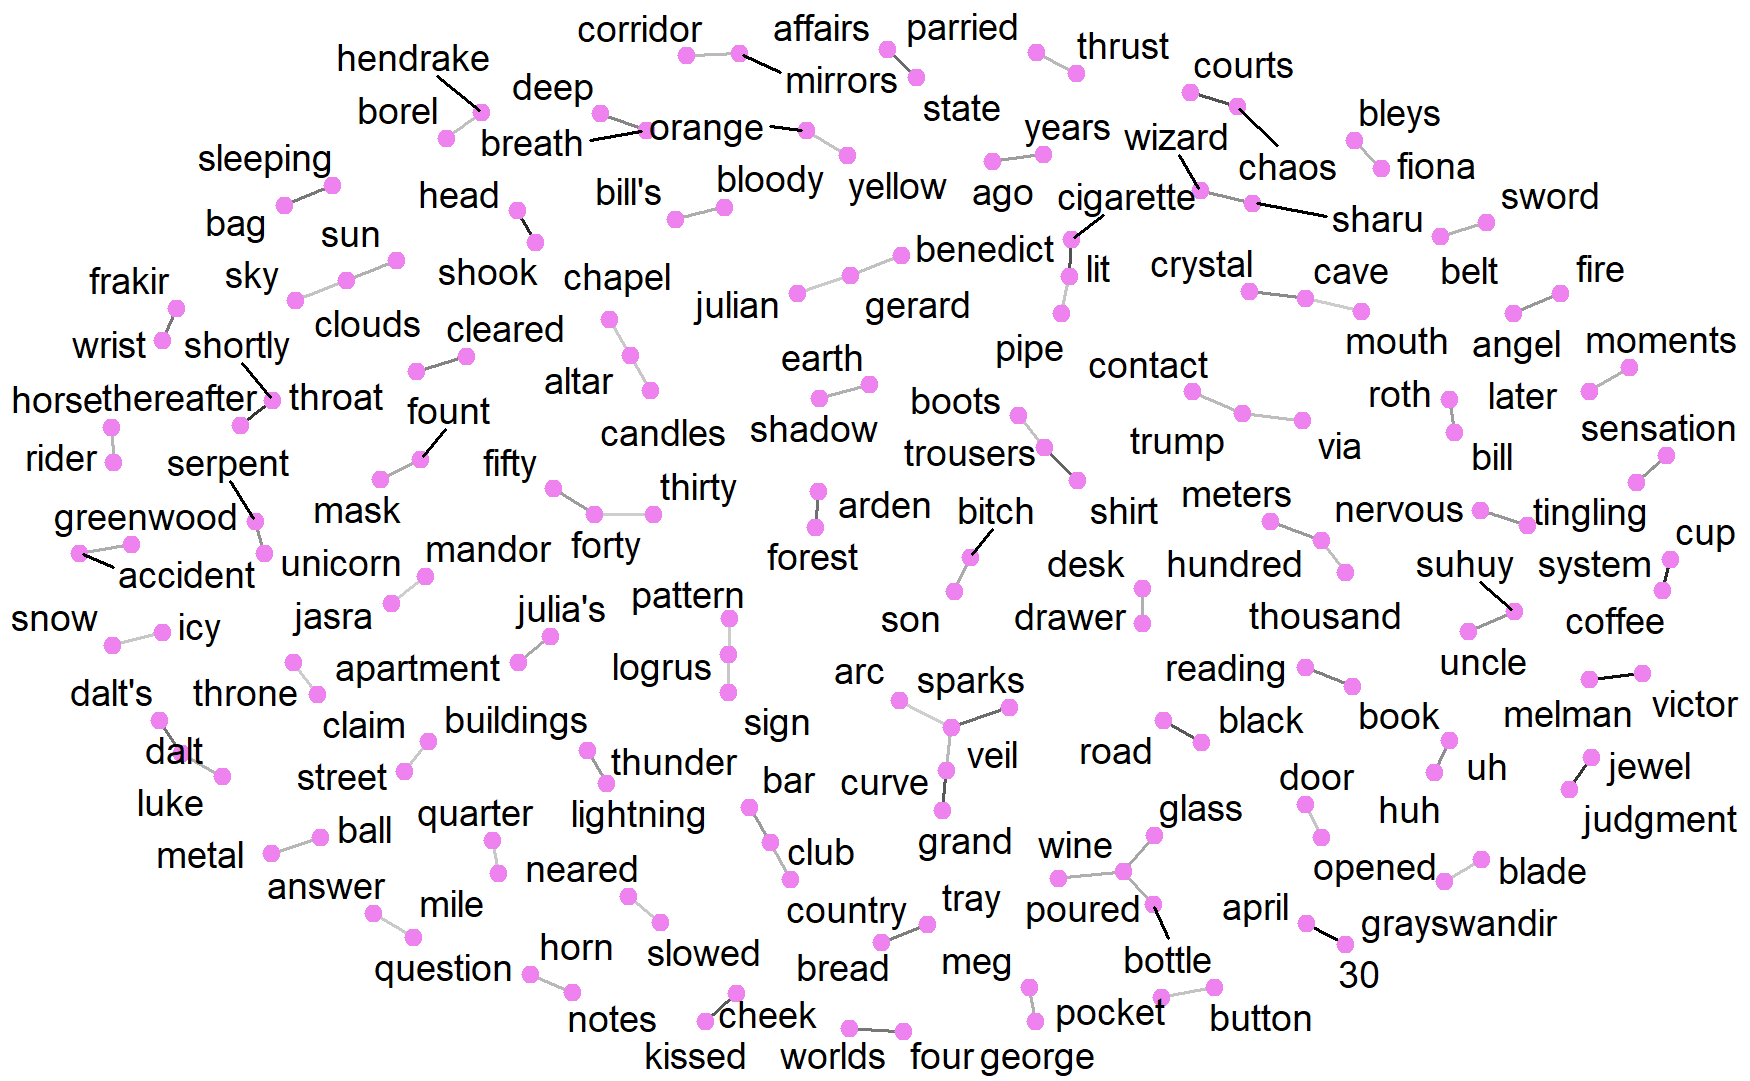 corridor
affairs
parried
thrust
hendrake
mirrors
courts
deep
state
borel
breath
orange
years
wizard
bleys
chaos
fiona
sleeping
bag
head
bill's
bloody
yellow
ago
cigarette
sharu
sword
sun
sky
shook
chapel
benedict
lit
crystal
cave
belt
fire
frakir
clouds
cleared
julian
gerard
wrist
shortly
pipe
mouth
angel
moments
altar
earth
contact
horse
thereafter
throat
fount
boots
roth
later
candles
shadow
trousers
trump
via
sensation
rider
serpent
fifty
thirty
bill
greenwood
mask
arden
bitch
shirt
meters
nervous
tingling
forty
forest
accident
unicorn
mandor
desk
hundred
suhuy
system
cup
snow
icy
jasra
julia's
pattern
son
drawer
thousand
coffee
apartment
logrus
arc
sparks
reading
uncle
dalt's
throne
claim
buildings
sign
black
book
melman
victor
dalt
street
thunder
bar
curve
veil
road
door
uh
jewel
luke
lightning
quarter
club
grand
wine
glass
huh
judgment
metal
ball
neared
opened
blade
answer
mile
country
tray
poured
april
grayswandir
question
horn
slowed
bread
meg
bottle
30
notes
cheek
pocket
button
kissed
worlds
four
george